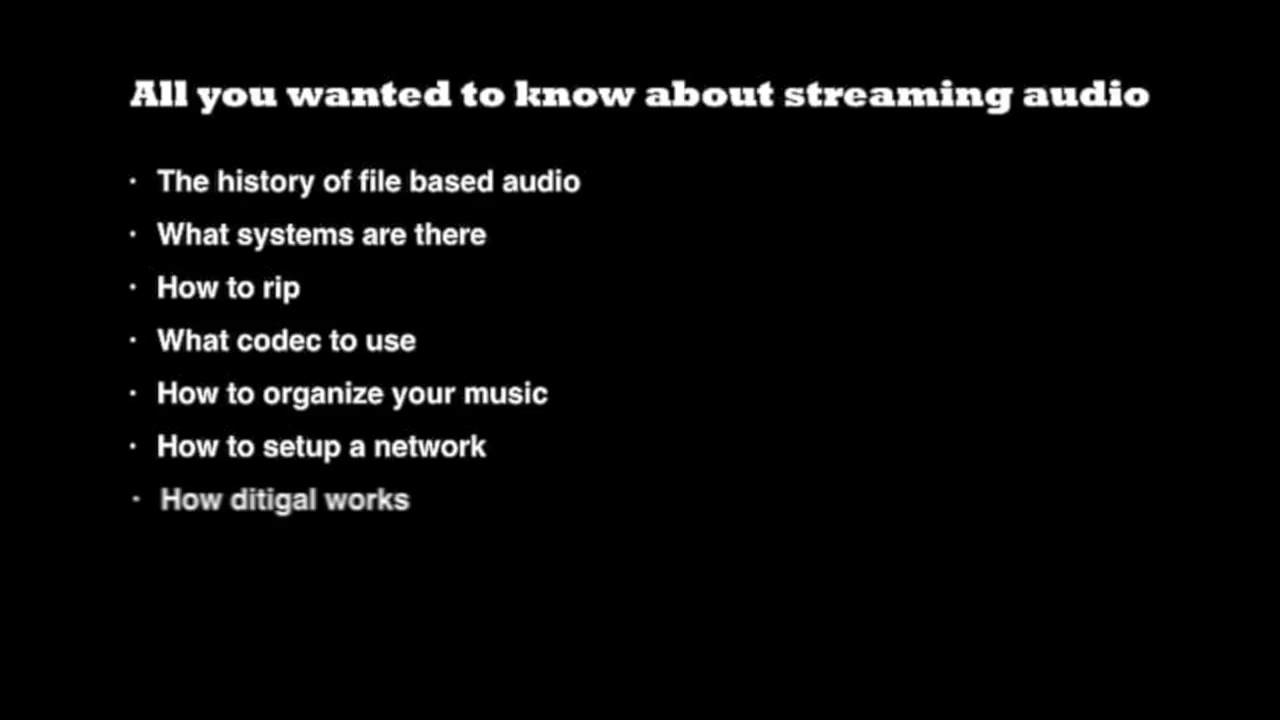 All you wanted to know about streaming audio
· The history of file based audio
· What systems are there
· How to rip
· What codec to use
· How to organize your music
· How to setup a network
· How ditigal works